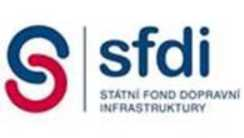 sfdi
STÁTNÍ FOND DOPRAVNÍ
INFRASTRUKTURY